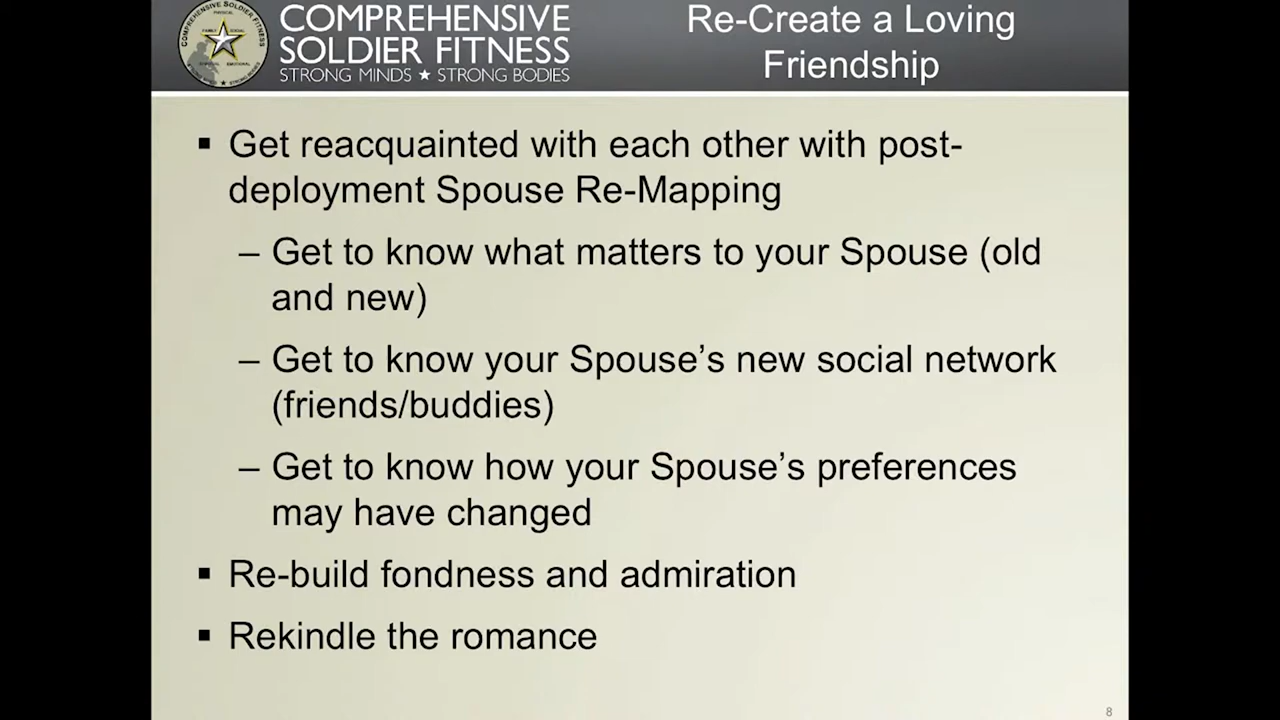 COMPREHENSIVE SOLDIER FITNESS
COMPREHENSIVE
SOLDIER FITNESS
STRONG MINDS ★ STRONG BODIES
Re-Create a Loving
Friendship
▪ Get reacquainted with each other with post-
deployment Spouse Re-Mapping
– Get to know what matters to your Spouse (old
and new)
– Get to know your Spouse’s new social network
(friends/buddies)
– Get to know how your Spouse’s preferences
may have changed
▪ Re-build fondness and admiration
▪ Rekindle the romance
8